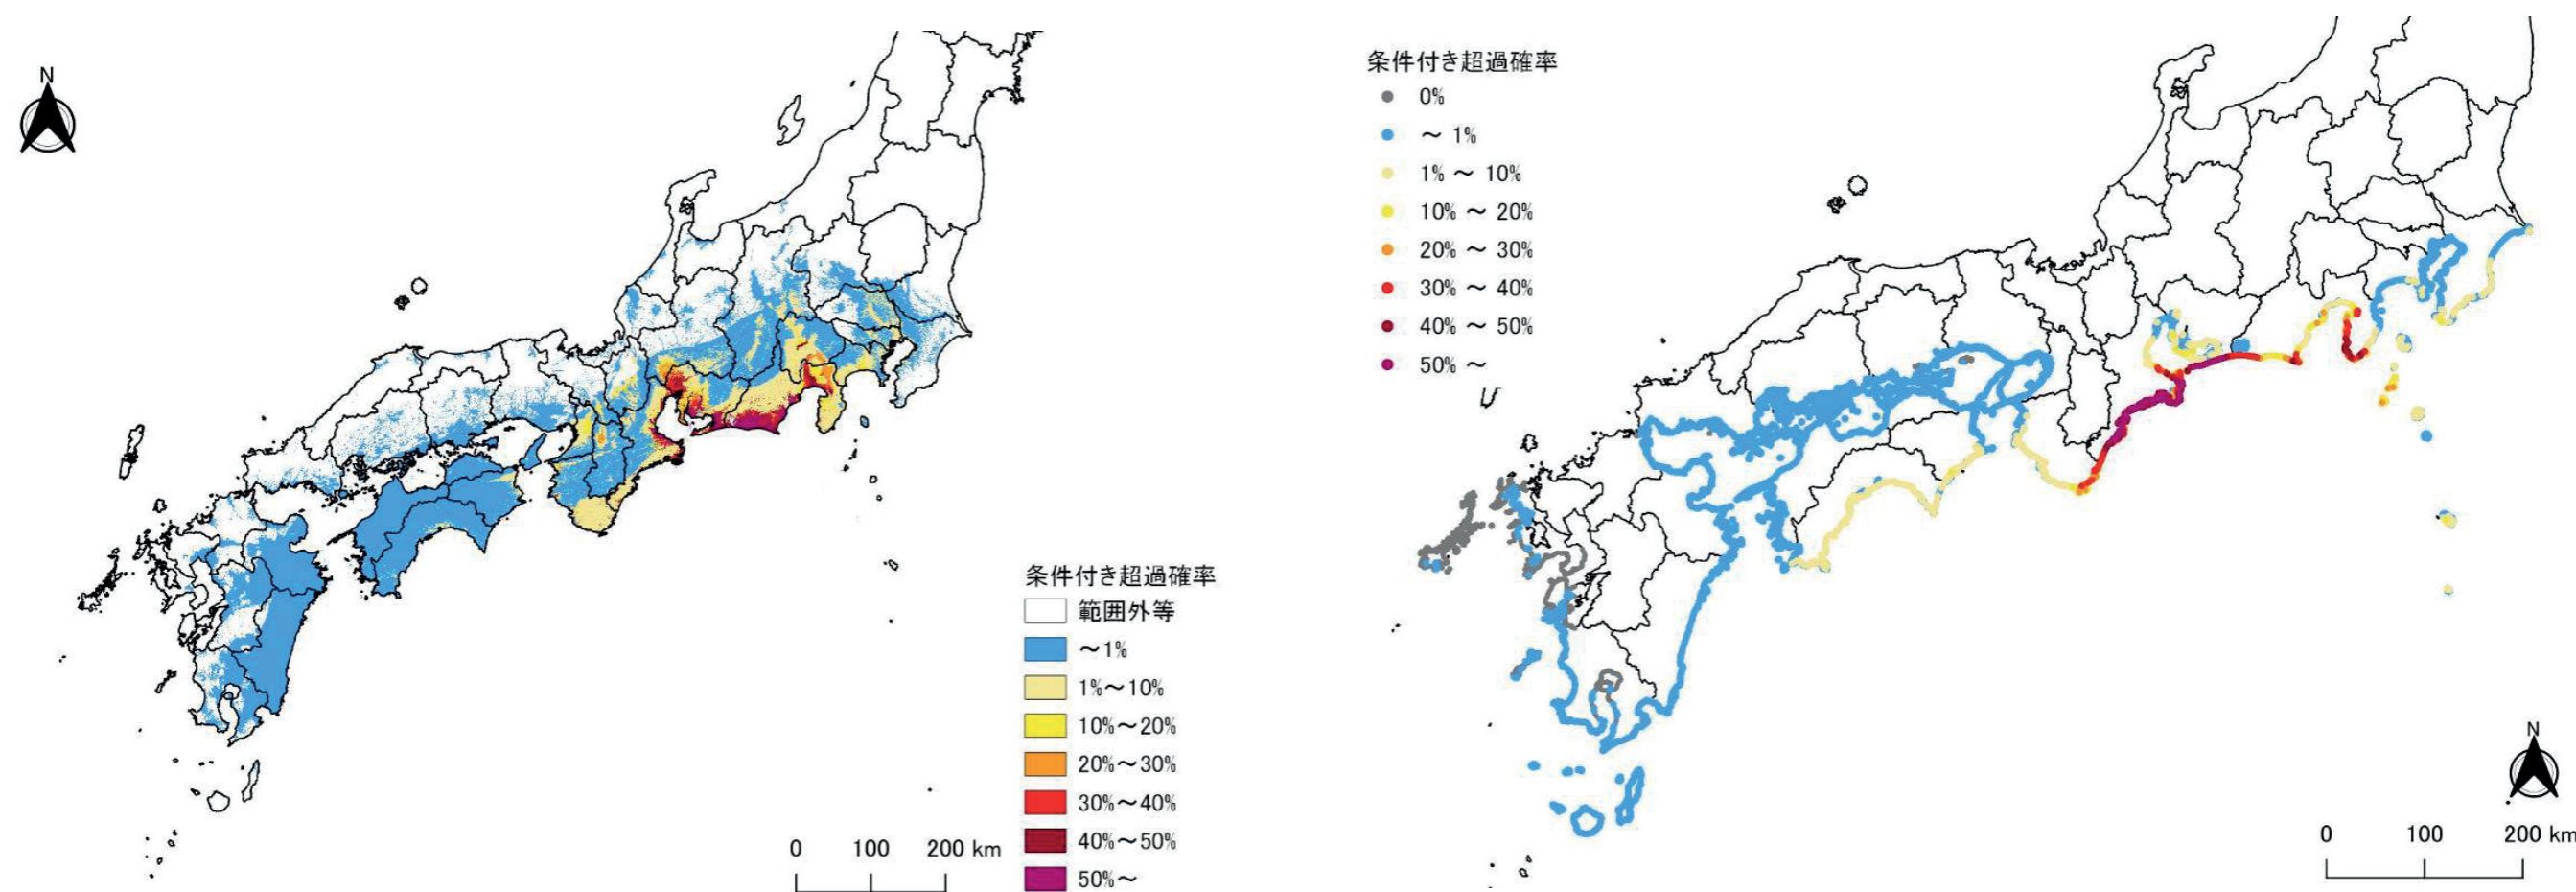 N
条件付き超過確率
範囲外等
～1%
1%～10%
10%～20%
20%～30%
30%～40%
40%～50%
50%～
0 100 200 km
条件付き超過確率
0%
～ 1%
1% ～ 10%
10% ～ 20%
20% ～ 30%
30% ～ 40%
40% ～ 50%
50% ～
N
0 100 200 km